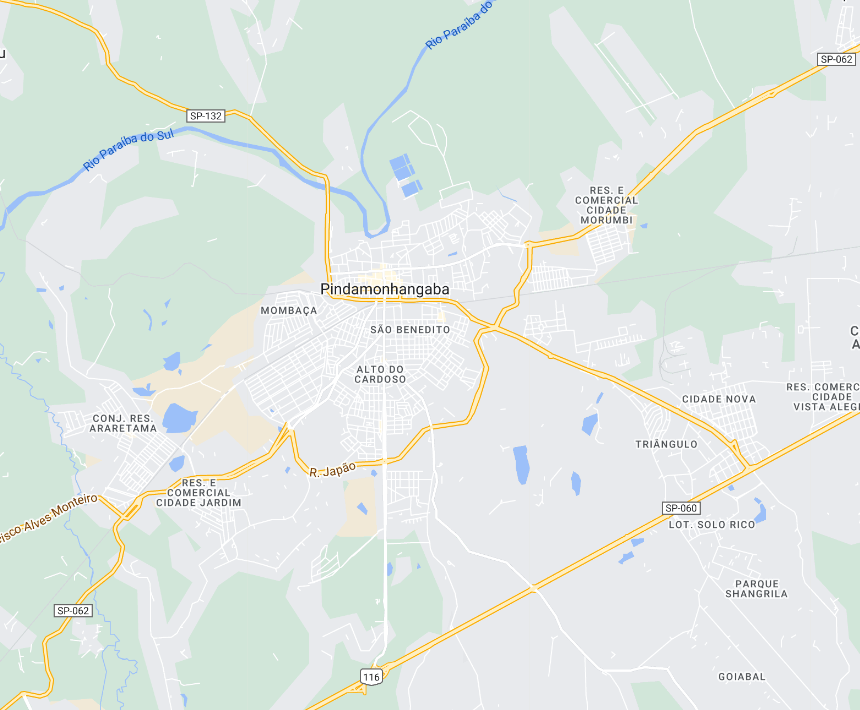 Rio Paraíba do
u
SP-062
SP-132
Rio Paraíba do Sul
RES. E
COMERCIAL
CIDADE
MORUMBI
Pindamonhangaba
MOMBAÇA
SÃO BENEDITO
C
A
ALTO DO
CARDOSO
RES. COMERC
CIDADE
VISTA ALEG
CIDADE NOVA
CONJ. RES.
ARARETAMA
TRIÂNGULO
R. Japão
RES. E
COMERCIAL
CIDADE JARDIM
isco Alves Monteiro
SP-060
LOT. SOLO RICO
PARQUE
SHANGRILA
SP-062
116
GOIABAL